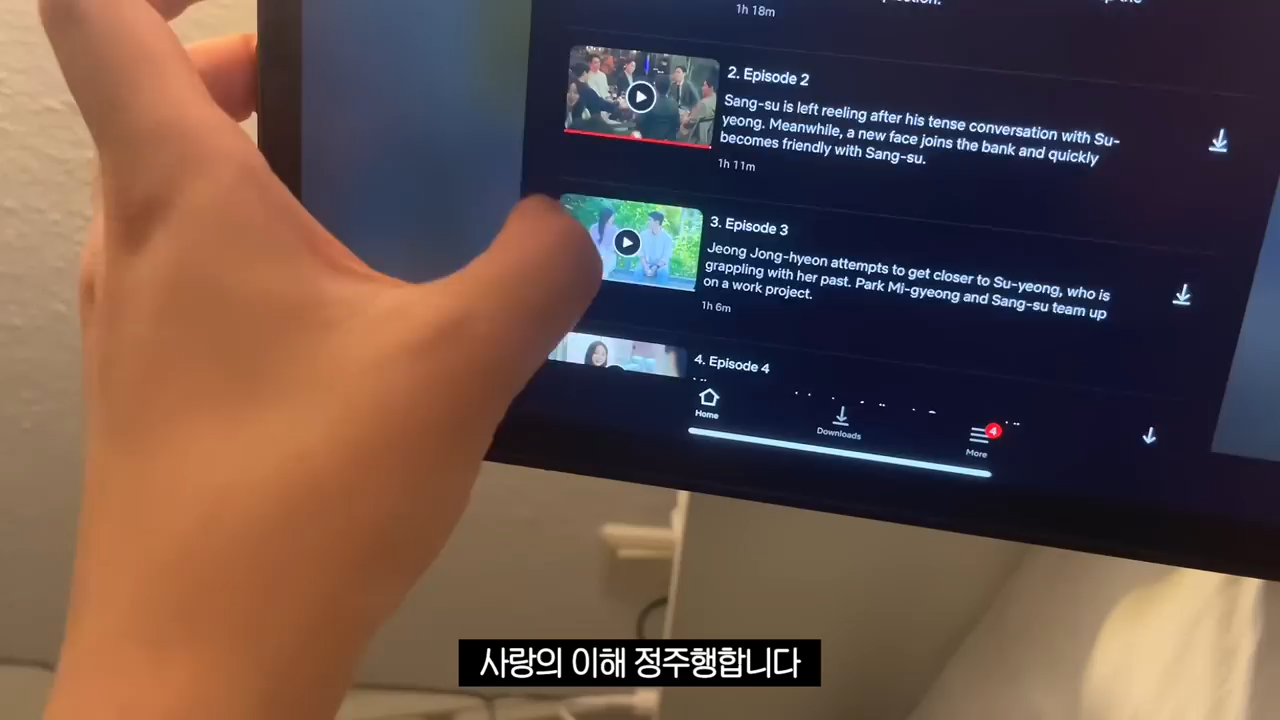 1h 18m
2. Episode 2
Sang-su is left reeling after his tense conversation with Su-
yeong. Meanwhile, a new face joins the bank and quickly
becomes friendly with Sang-su.
1h 11m
3. Episode 3
Jeong Jong-hyeon attempts to get closer to Su-yeong, who is
grappling with her past. Park Mi-gyeong and Sang-su team up
on a work project.
1h 6m
4. Episode 4
Home
Downloads
4
More
사랑의 이해 정주행합니다